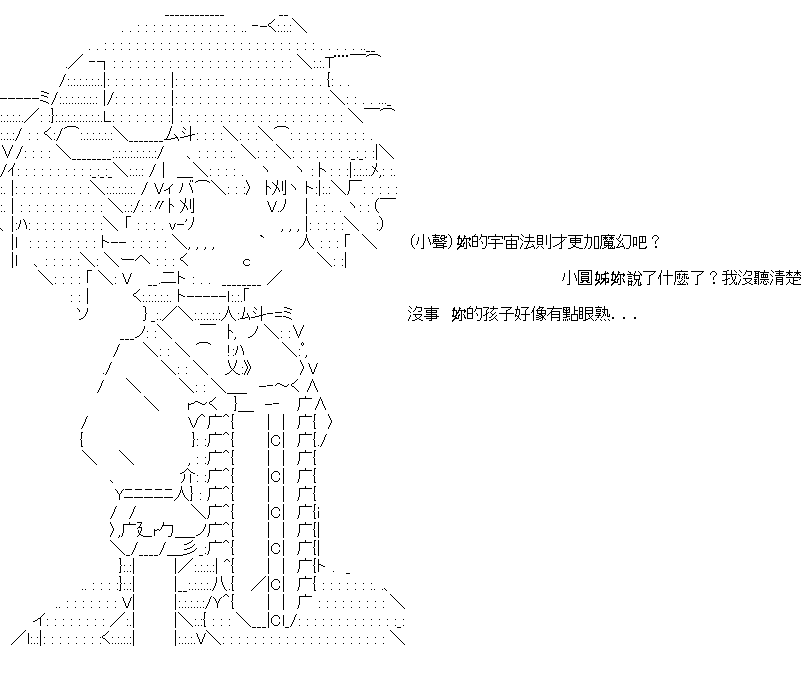 (小聲)妳的宇宙法則才更加魔幻吧？
小圓姊妳說了什麼了？我沒聽清楚
沒事 妳的孩子好像有點眼熟...